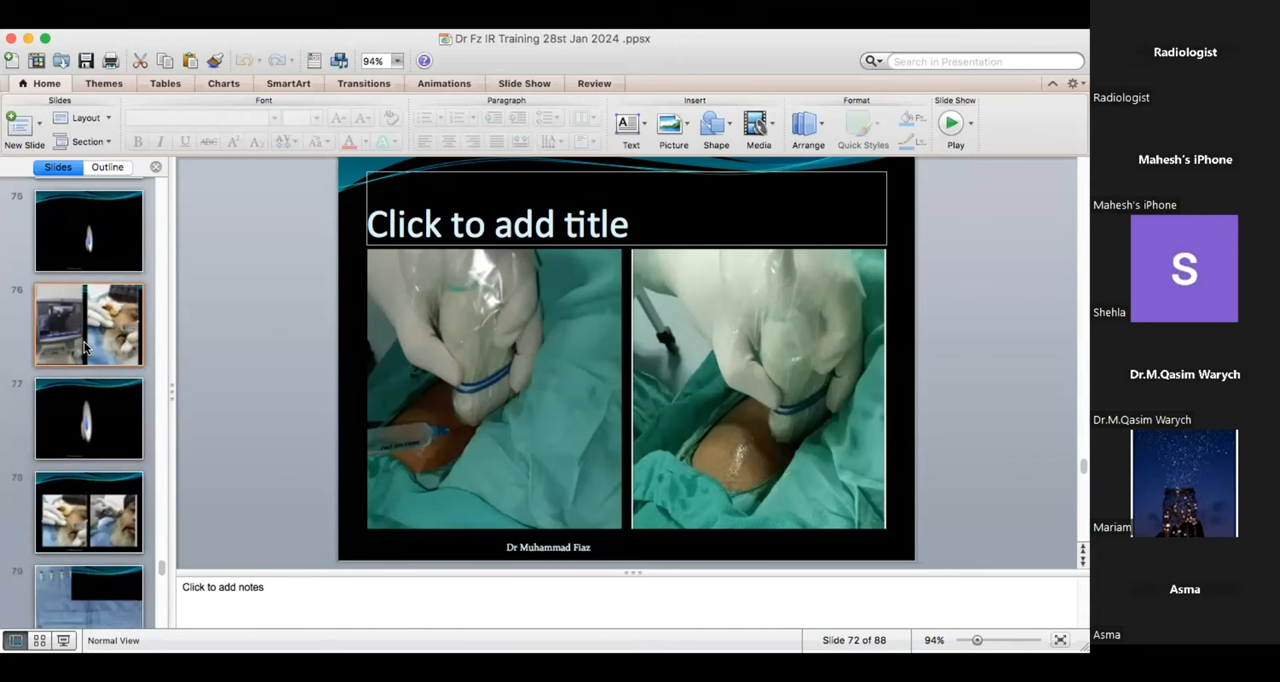 Dr Fz IR Training 28st Jan 2024 .ppsx
94%
Search in Presentation
Home
Themes
Tables
Charts
SmartArt
Transitions
Animations
Slide Show
Review
Slides
Font
Paragraph
Insert
Format
Slide Show
New Slide
Layout
Section
B I U ABC
Text
Picture
Shape
Media
Arrange
Quick Styles
Play
Slides
Outline
75
76
77
78
79
Click to add title
Dr Muhammad Fiaz
Click to add notes
Normal View
Slide 72 of 88
94%
Radiologist
Radiologist
Mahesh's iPhone
Mahesh's iPhone
S
Shehla
Dr.M.Qasim Warych
Dr.M.Qasim Warych
Mariam
Asma
Asma